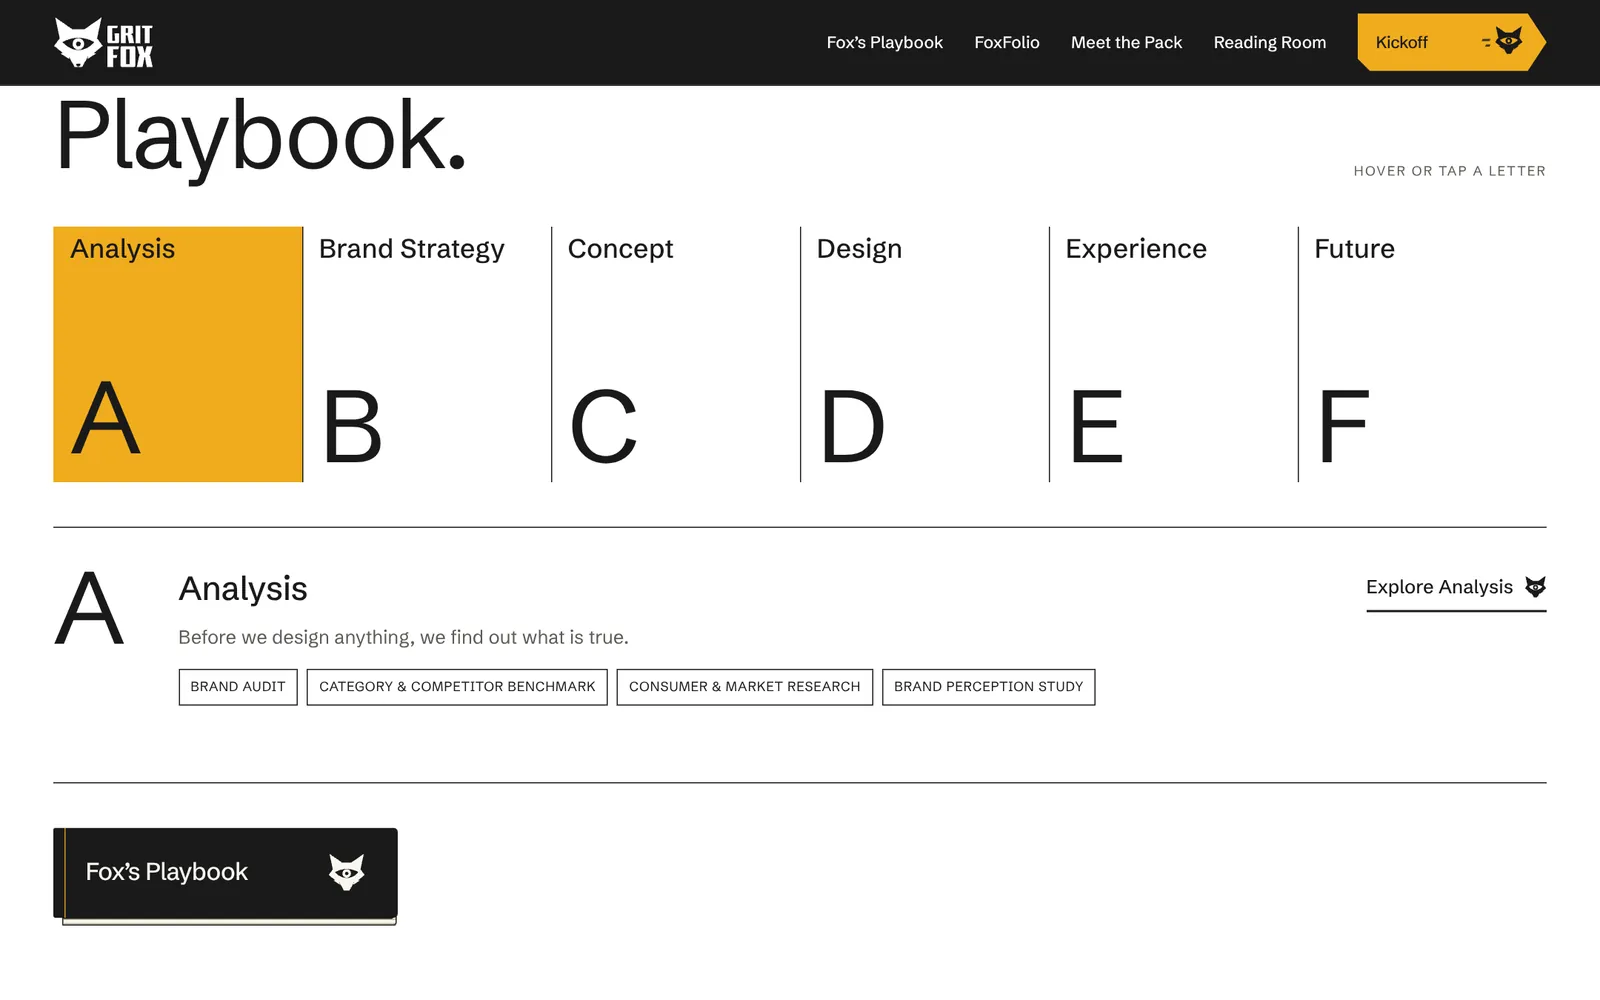 GRIT
FOX
Fox’s Playbook
FoxFolio
Meet the Pack
Reading Room
Kickoff
Playbook.
HOVER OR TAP A LETTER
Analysis
Brand Strategy
Concept
Design
Experience
Future
A
B
C
D
E
F
A
Analysis
Explore Analysis
Before we design anything, we find out what is true.
BRAND AUDIT
CATEGORY & COMPETITOR BENCHMARK
CONSUMER & MARKET RESEARCH
BRAND PERCEPTION STUDY
Fox’s Playbook